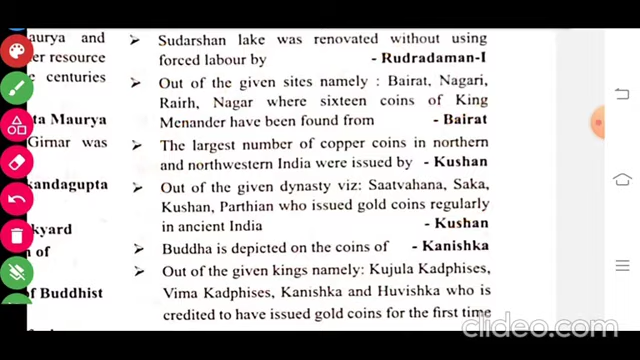 aurya and
er resource
e centuries
ta Maurya
Girnar was
kandagupta
kyard
n of
of Buddhist
➢ Sudarshan lake was renovated without using
forced labour by - Rudradaman-I
➢ Out of the given sites namely : Bairat, Nagari,
Rairh, Nagar where sixteen coins of King
Menander have been found from - Bairat
➢ The largest number of copper coins in northern
and northwestern India were issued by - Kushan
➢ Out of the given dynasty viz: Saatvahana, Saka,
Kushan, Parthian who issued gold coins regularly
in ancient India - Kushan
➢ Buddha is depicted on the coins of - Kanishka
➢ Out of the given kings namely: Kujula Kadphises,
Vima Kadphises, Kanishka and Huvishka who is
credited to have issued gold coins for the first time
clideo.com